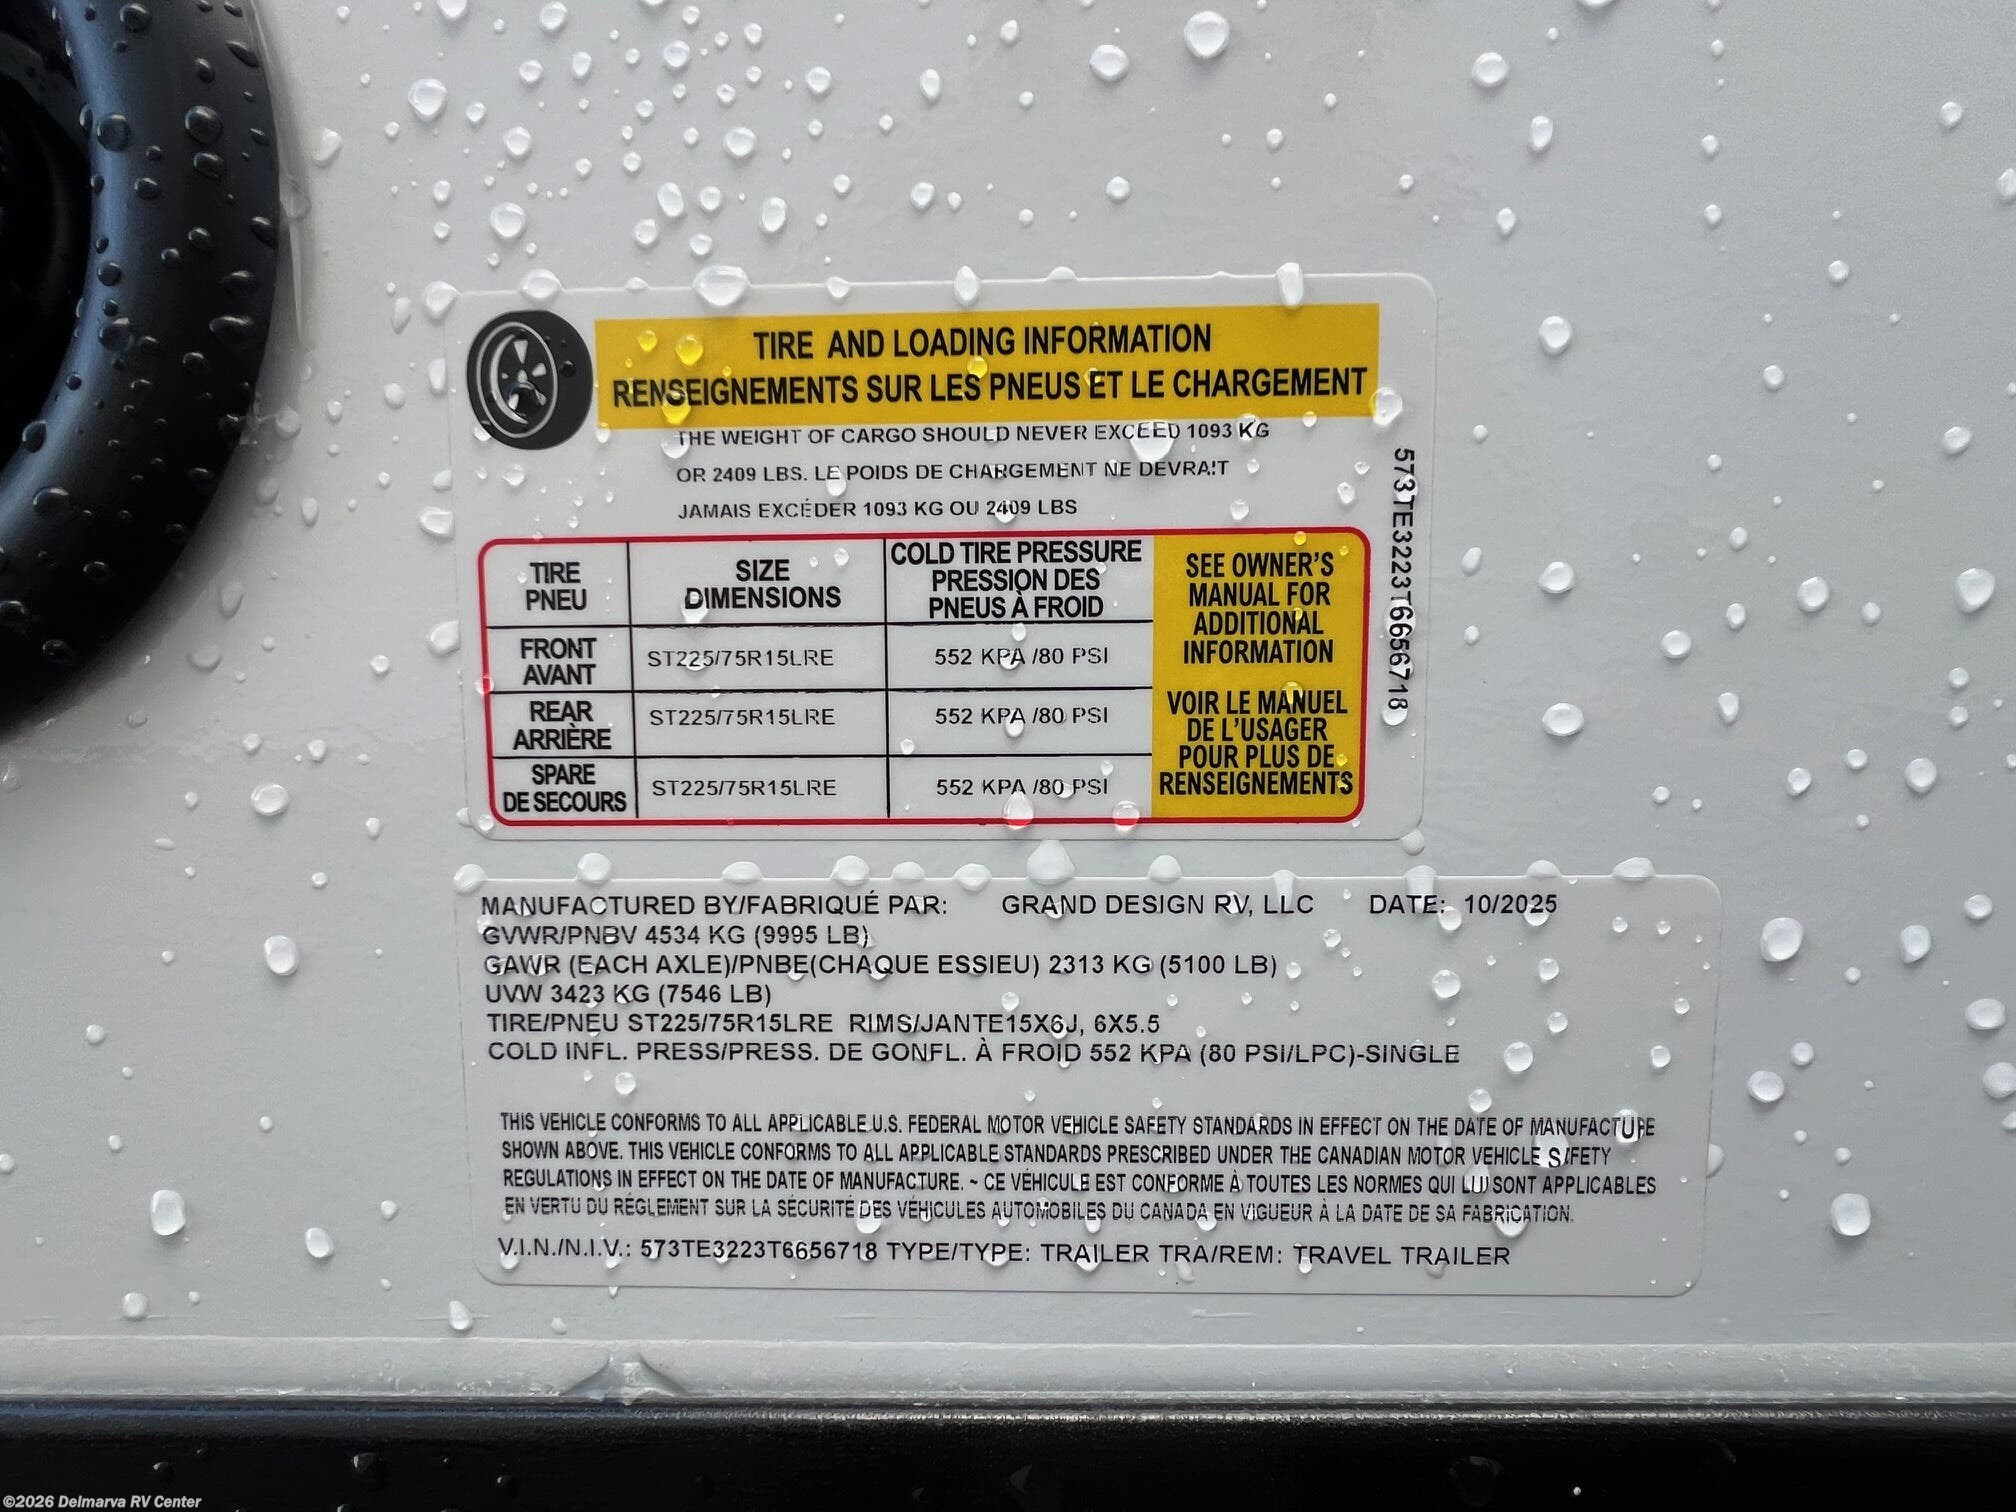 TIRE AND LOADING INFORMATION
RENSEIGNEMENTS SUR LES PNEUS ET LE CHARGEMENT
THE WEIGHT OF CARGO SHOULD NEVER EXCEED 1093 KG
OR 2409 LBS. LE POIDS DE CHARGEMENT NE DEVRAIT
JAMAIS EXCÉDER 1093 KG OU 2409 LBS
TIRE
PNEU
SIZE
DIMENSIONS
COLD TIRE PRESSURE
PRESSION DES
PNEUS À FROID
FRONT
AVANT
ST225/75R15LRE
552 KPA /80 PSI
REAR
ARRIÈRE
ST225/75R15LRE
552 KPA /80 PSI
SPARE
DE SECOURS
ST225/75R15LRE
552 KPA /80 PSI
SEE OWNER'S
MANUAL FOR
ADDITIONAL
INFORMATION
VOIR LE MANUEL
DE L'USAGER
POUR PLUS DE
RENSEIGNEMENTS
573TE3223T6656718
MANUFACTURED BY/FABRIQUÉ PAR: GRAND DESIGN RV, LLC DATE: 10/2025
GVWR/PNBV 4534 KG (9995 LB)
GAWR (EACH AXLE)/PNBE(CHAQUE ESSIEU) 2313 KG (5100 LB)
UVW 3423 KG (7546 LB)
TIRE/PNEU ST225/75R15LRE RIMS/JANTE15X6J, 6X5.5
COLD INFL. PRESS/PRESS. DE GONFL. À FROID 552 KPA (80 PSI/LPC)-SINGLE
THIS VEHICLE CONFORMS TO ALL APPLICABLE U.S. FEDERAL MOTOR VEHICLE SAFETY STANDARDS IN EFFECT ON THE DATE OF MANUFACTURE
SHOWN ABOVE. THIS VEHICLE CONFORMS TO ALL APPLICABLE STANDARDS PRESCRIBED UNDER THE CANADIAN MOTOR VEHICLE SAFETY
REGULATIONS IN EFFECT ON THE DATE OF MANUFACTURE. ~ CE VÉHICULE EST CONFORME À TOUTES LES NORMES QUI LUI SONT APPLICABLES
EN VERTU DU RÉGLEMENT SUR LA SÉCURITÉ DES VÉHICULES AUTOMOBILES DU CANADA EN VIGUEUR À LA DATE DE SA FABRICATION.
V.I.N./N.I.V.: 573TE3223T6656718 TYPE/TYPE: TRAILER TRA/REM: TRAVEL TRAILER
©2026 Delmarva RV Center